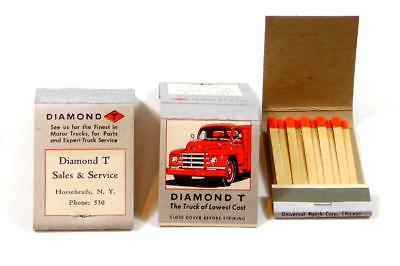 DIAMOND T
See us for the Finest in
Motor Trucks, for Parts
and Expert Truck Service
Diamond T
Sales & Service
Horseheads, N. Y.
Phone: 530
DIAMOND T
The Truck of Lowest Cost
CLOSE COVER BEFORE STRIKING
Universal Match Corp., Chicago